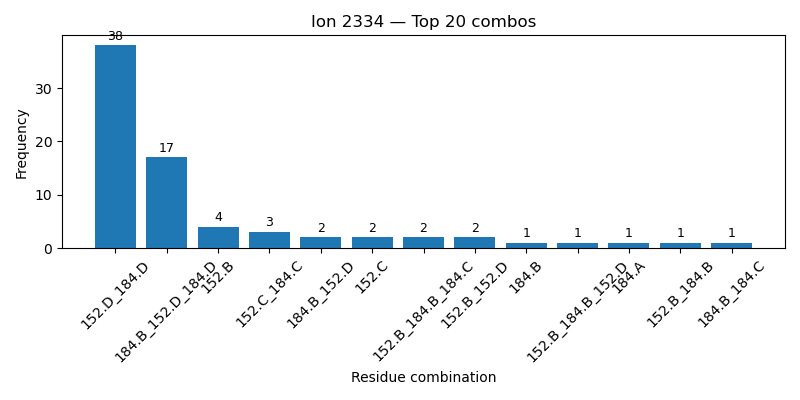 Ion 2334 — Top 20 combos
Frequency
30
20
10
0
38
17
4
3
2
2
2
2
1
1
1
1
1
152.D_184.D
184.B_152.D_184.D
152.B
152.C_184.C
184.B_152.D
152.C
152.B_184.B_184.C
152.B_152.D
184.B
152.B_184.B_152.D
184.A
152.B_184.B
184.B_184.C
Residue combination